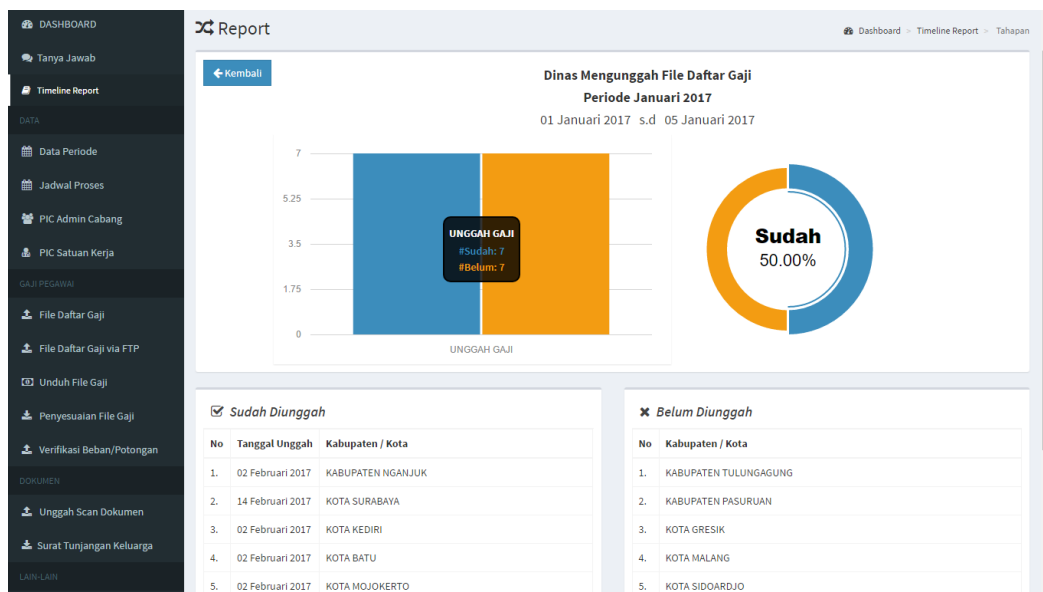 DASHBOARD
Tanya Jawab
Timeline Report
DATA
Data Periode
Jadwal Proses
PIC Admin Cabang
PIC Satuan Kerja
GAJI PEGAWAI
File Daftar Gaji
File Daftar Gaji via FTP
Unduh File Gaji
Penyesuaian File Gaji
Verifikasi Beban/Potongan
DOKUMEN
Unggah Scan Dokumen
Surat Tunjangan Keluarga
LAIN-LAIN
Report
Dashboard > Timeline Report > Tahapan
Kembali
Dinas Mengunggah File Daftar Gaji
Periode Januari 2017
01 Januari 2017 s.d 05 Januari 2017
7
5.25
3.5
1.75
0
UNGGAH GAJI
#Sudah: 7
#Belum: 7
UNGGAH GAJI
Sudah
50.00%
Sudah Diunggah
No Tanggal Unggah Kabupaten / Kota
1. 02 Februari 2017 KABUPATEN NGANJUK
2. 14 Februari 2017 KOTA SURABAYA
3. 02 Februari 2017 KOTA KEDIRI
4. 02 Februari 2017 KOTA BATU
5. 02 Februari 2017 KOTA MOJOKERTO
Belum Diunggah
No Kabupaten / Kota
1. KABUPATEN TULUNGAGUNG
2. KABUPATEN PASURUAN
3. KOTA GRESIK
4. KOTA MALANG
5. KOTA SIDOARDJO